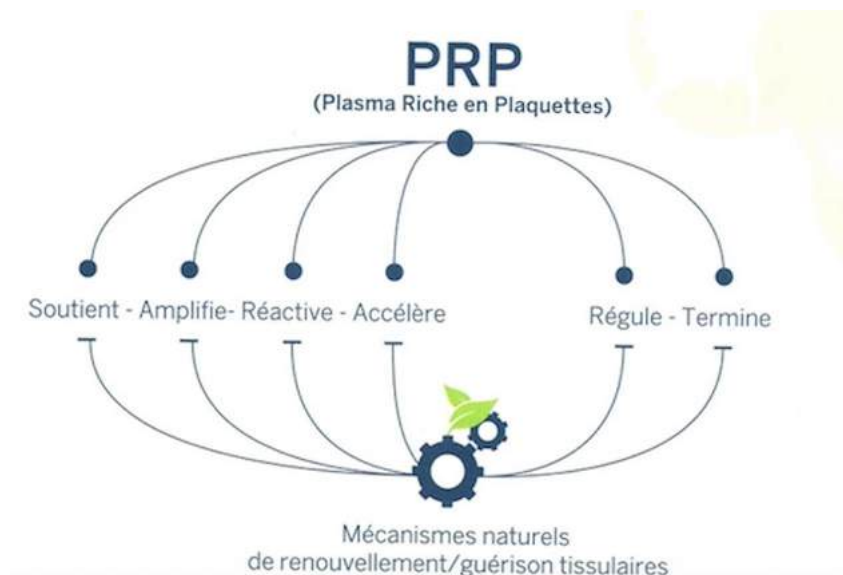 PRP
(Plasma Riche en Plaquettes)
Soutient - Amplifie- Réactive - Accélère
Régule - Termine
Mécanismes naturels
de renouvellement/guérison tissulaires